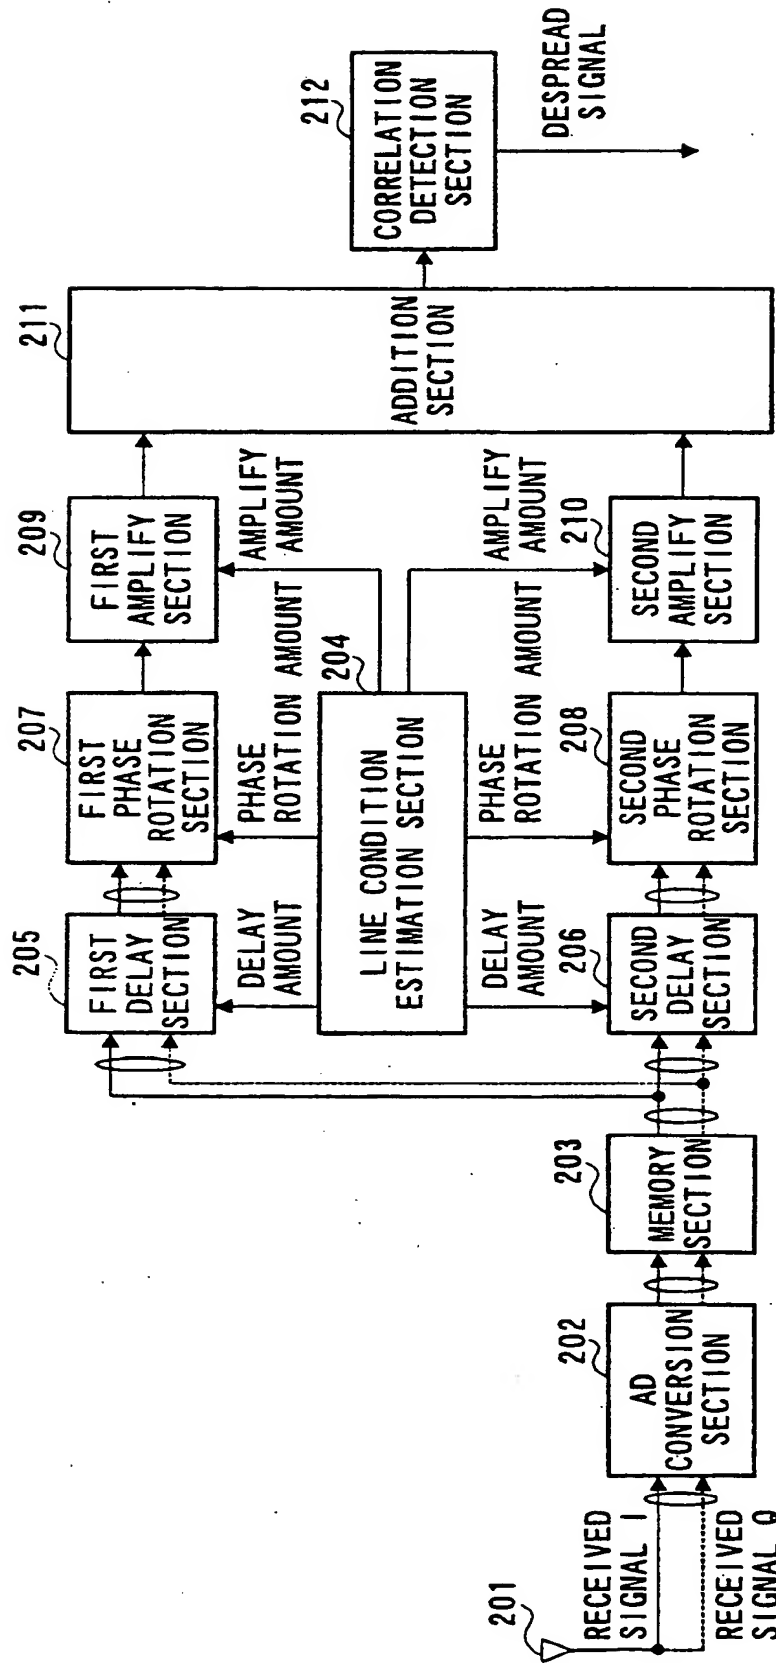 201
RECEIVED
SIGNAL I
RECEIVED
SIGNAL Q
202
AD
CONVERSION
SECTION
203
MEMORY
SECTION
205
FIRST
DELAY
SECTION
DELAY
AMOUNT
LINE CONDITION
ESTIMATION SECTION
204
DELAY
AMOUNT
206
SECOND
DELAY
SECTION
207
FIRST
PHASE
ROTATION
SECTION
PHASE
ROTATION AMOUNT
PHASE
ROTATION AMOUNT
208
SECOND
PHASE
ROTATION
SECTION
209
FIRST
AMPLIFY
SECTION
AMPLIFY
AMOUNT
AMPLIFY
AMOUNT
210
SECOND
AMPLIFY
SECTION
211
ADDITION
SECTION
212
CORRELATION
DETECTION
SECTION
DESPREAD
SIGNAL